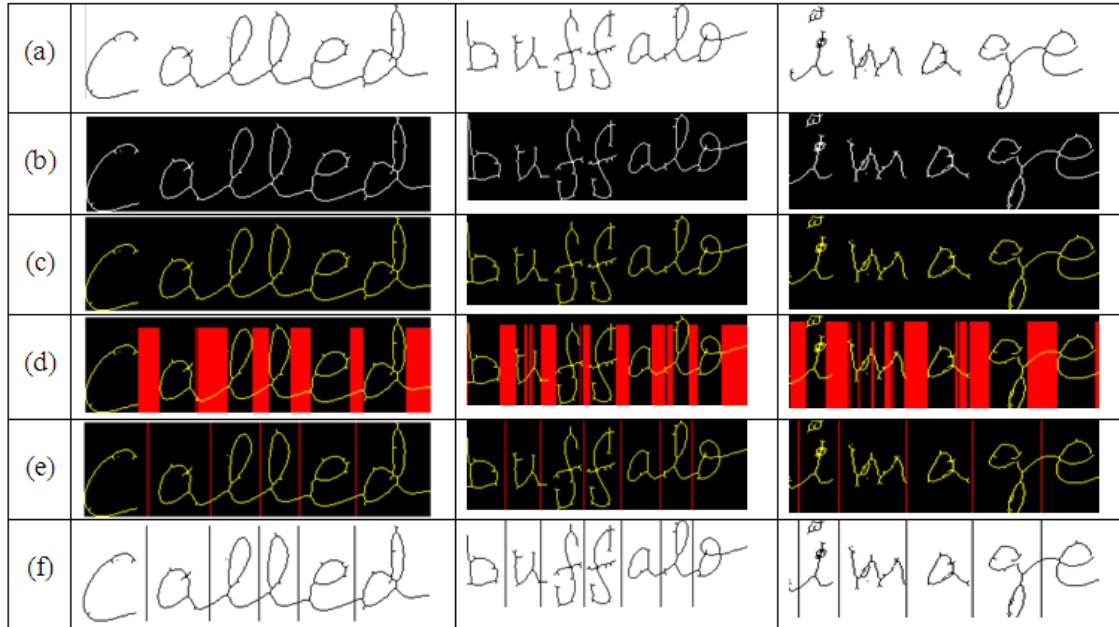 (a) Called buffalo image
(b) Called buffalo image
(c) Called buffalo image
(d) Called buffalo image
(e) Called buffalo image
(f) Called buffalo image